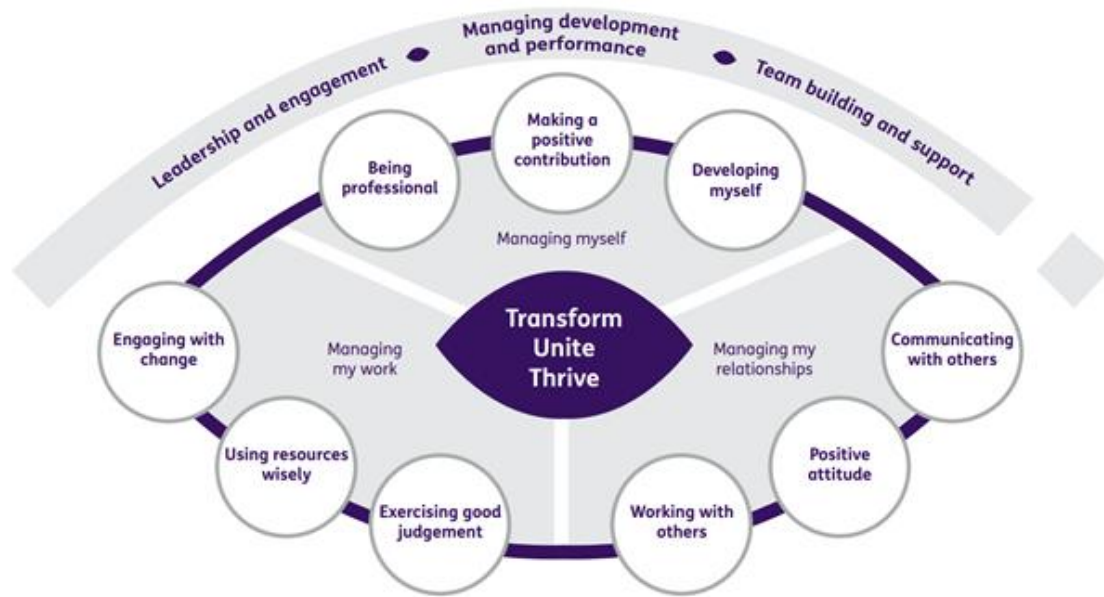 Leadership and engagement
Managing development
and performance
Team building and support
Being
professional
Making a
positive
contribution
Developing
myself
Managing myself
Engaging with
change
Managing
my work
Transform
Unite
Thrive
Managing my
relationships
Communicating
with others
Using resources
wisely
Positive
attitude
Exercising good
judgement
Working with
others